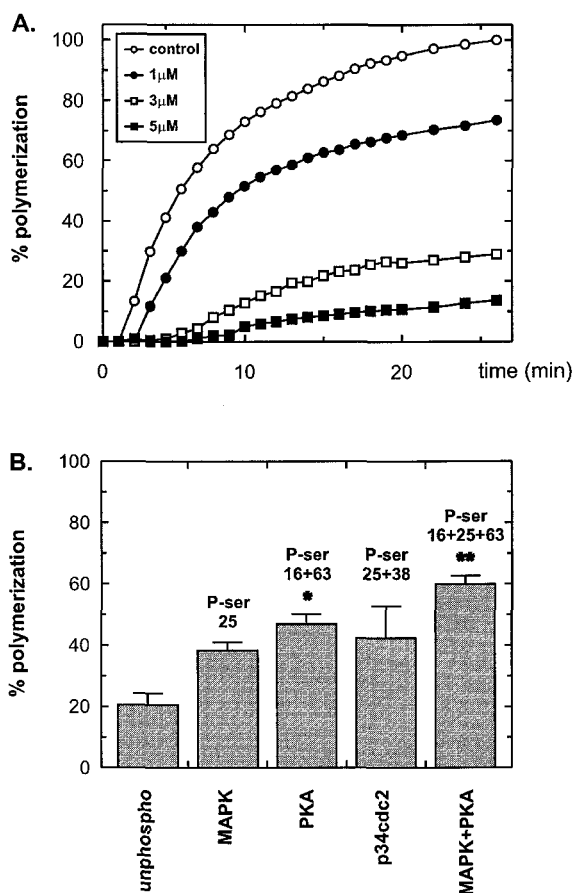 A.
100
80
60
40
20
0
% polymerization
control
1μM
3μM
5μM
0
10
20
time (min)
B.
100
80
60
40
20
0
% polymerization
P-ser
25
P-ser
16+63
*
P-ser
25+38
P-ser
16+25+63
**
unphospho
MAPK
PKA
p34cdc2
MAPK+PKA